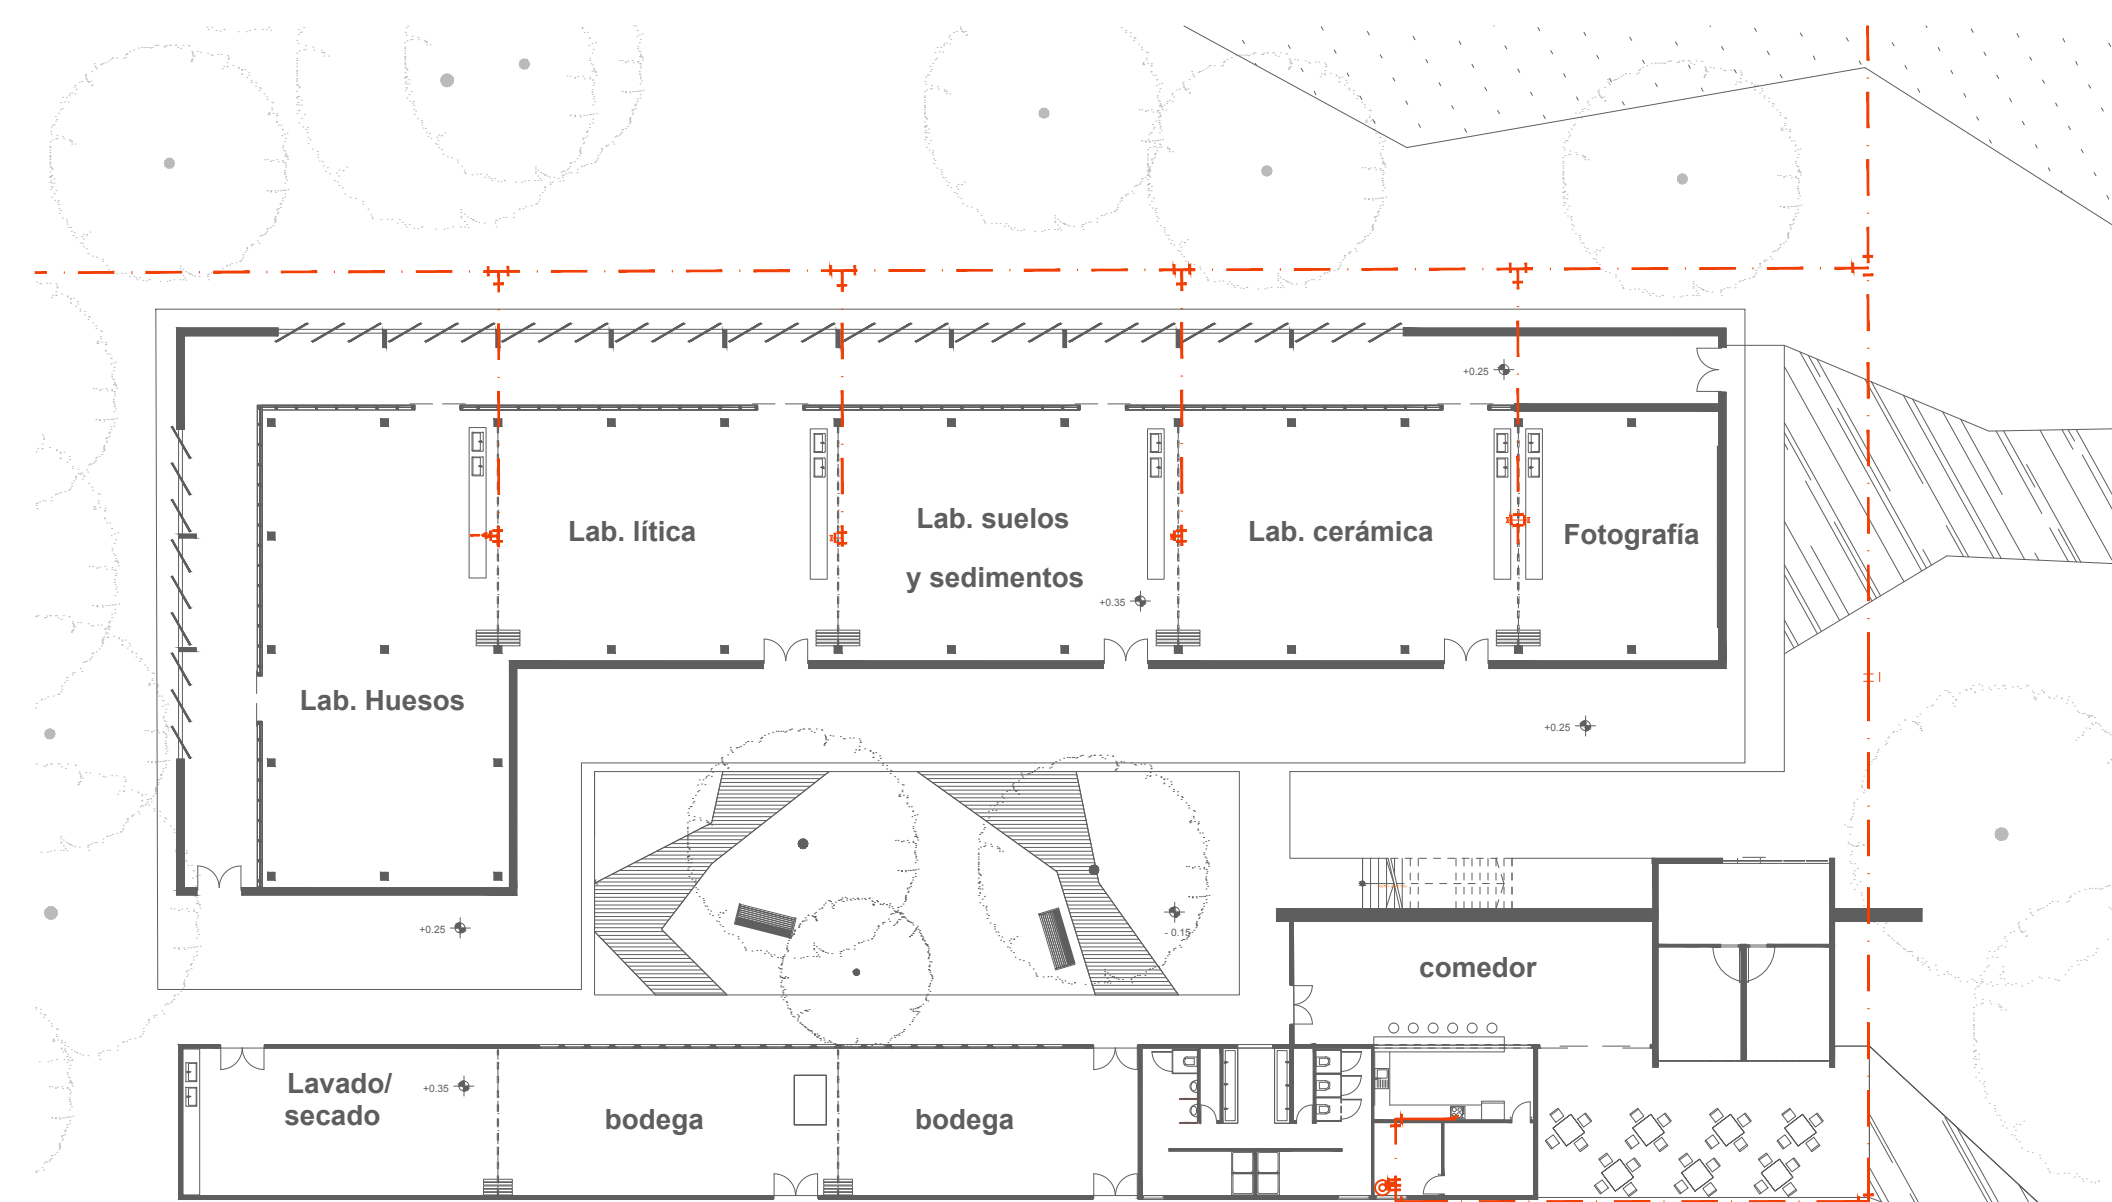 +0.25
Lab. lítica
Lab. suelos
y sedimentos
Lab. cerámica
Fotografía
+0.35
Lab. Huesos
+0.25
+0.25
- 0.15
comedor
Lavado/
secado
+0.35
bodega
bodega